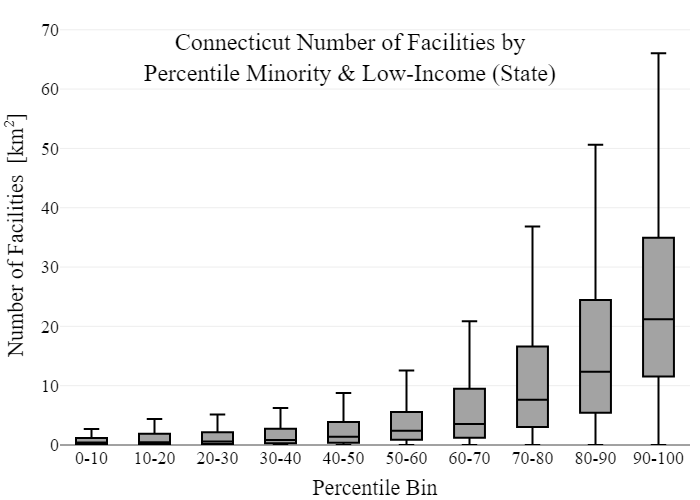 Connecticut Number of Facilities by
Percentile Minority & Low-Income (State)
Number of Facilities [km²]
70
60
50
40
30
20
10
0
0-10 10-20 20-30 30-40 40-50 50-60 60-70 70-80 80-90 90-100
Percentile Bin